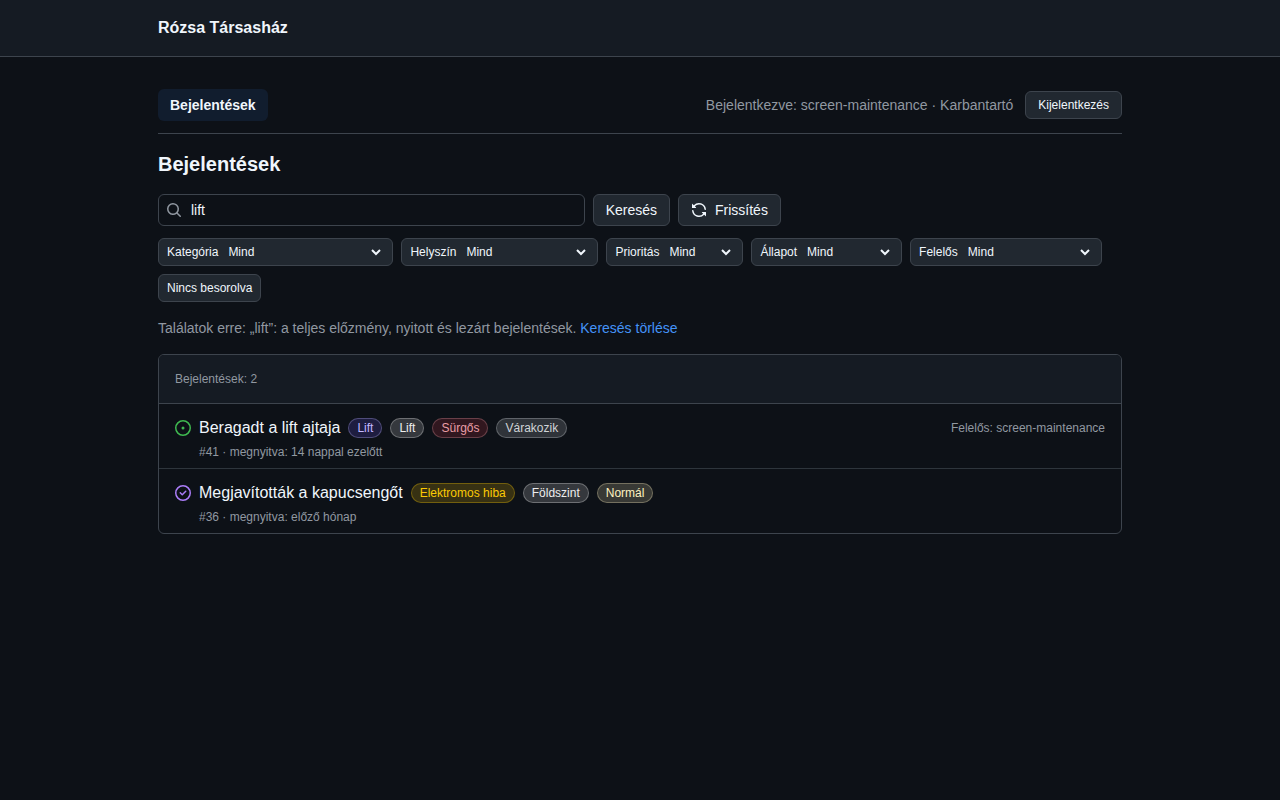 Rózsa Társasház
Bejelentések
Bejelentkezve: screen-maintenance · Karbantartó
Kijelentkezés
Bejelentések
lift
Keresés
Frissítés
Kategória Mind
Helyszín Mind
Prioritás Mind
Állapot Mind
Felelős Mind
Nincs besorolva
Találatok erre: „lift”: a teljes előzmény, nyitott és lezárt bejelentések. Keresés törlése
Bejelentések: 2
Beragadt a lift ajtaja Lift Lift Sürgős Várakozik
Felelős: screen-maintenance
#41 · megnyitva: 14 nappal ezelőtt
Megjavították a kapucsengőt Elektromos hiba Földszint Normál
#36 · megnyitva: előző hónap